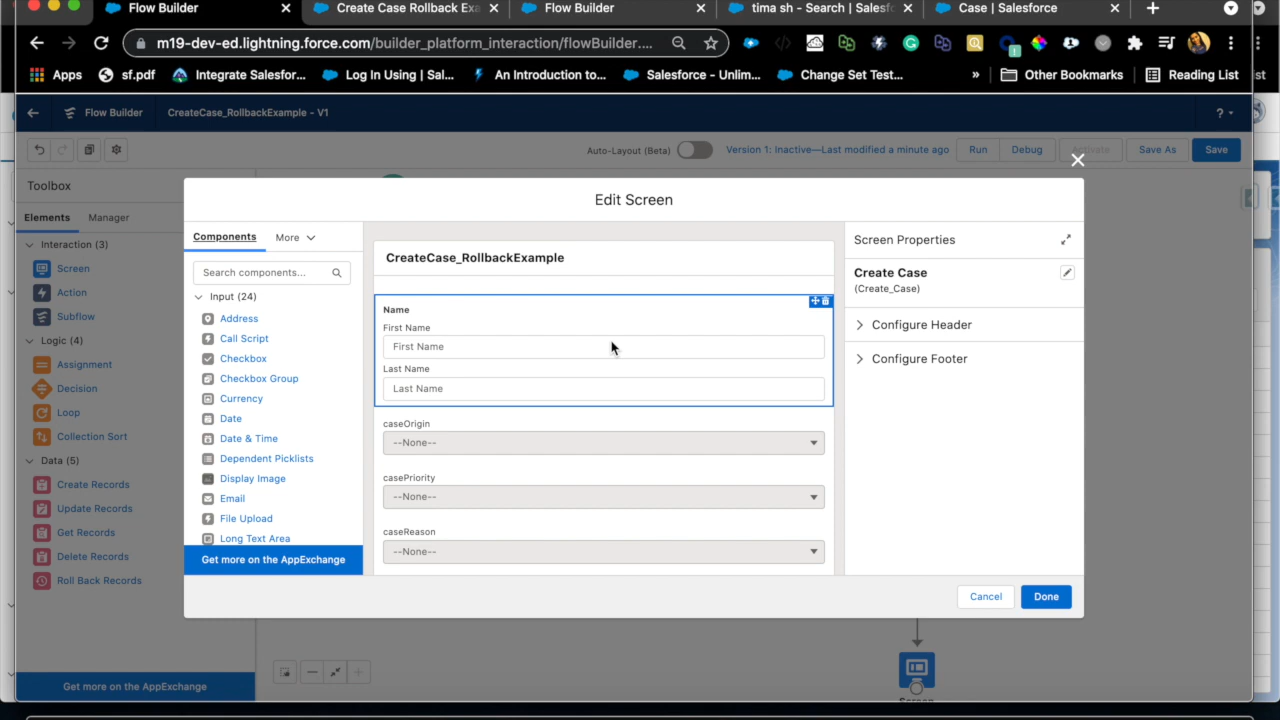 Flow Builder
Create Case Rollback Exa
Flow Builder
tima sh - Search | Salesf
Case | Salesforce
m19-dev-ed.lightning.force.com/builder_platform_interaction/flowBuilder....
Apps
sf.pdf
Integrate Salesfor...
Log In Using | Sal...
An Introduction to...
Salesforce - Unlim...
Change Set Test...
»
Other Bookmarks
Reading List
st
Flow Builder
CreateCase_RollbackExample - V1
?
Auto-Layout (Beta)
Version 1: Inactive—Last modified a minute ago
Run
Debug
Activate
Save As
Save
Toolbox
Elements
Manager
Interaction (3)
Screen
Action
Subflow
Logic (4)
Assignment
Decision
Loop
Collection Sort
Data (5)
Create Records
Update Records
Get Records
Delete Records
Roll Back Records
Get more on the AppExchange
Edit Screen
Components
More
Search components...
Input (24)
Address
Call Script
Checkbox
Checkbox Group
Currency
Date
Date & Time
Dependent Picklists
Display Image
Email
File Upload
Long Text Area
Get more on the AppExchange
CreateCase_RollbackExample
Name
First Name
First Name
Last Name
Last Name
caseOrigin
--None--
casePriority
--None--
caseReason
--None--
Screen Properties
Create Case
(Create_Case)
Configure Header
Configure Footer
Cancel
Done
Screen